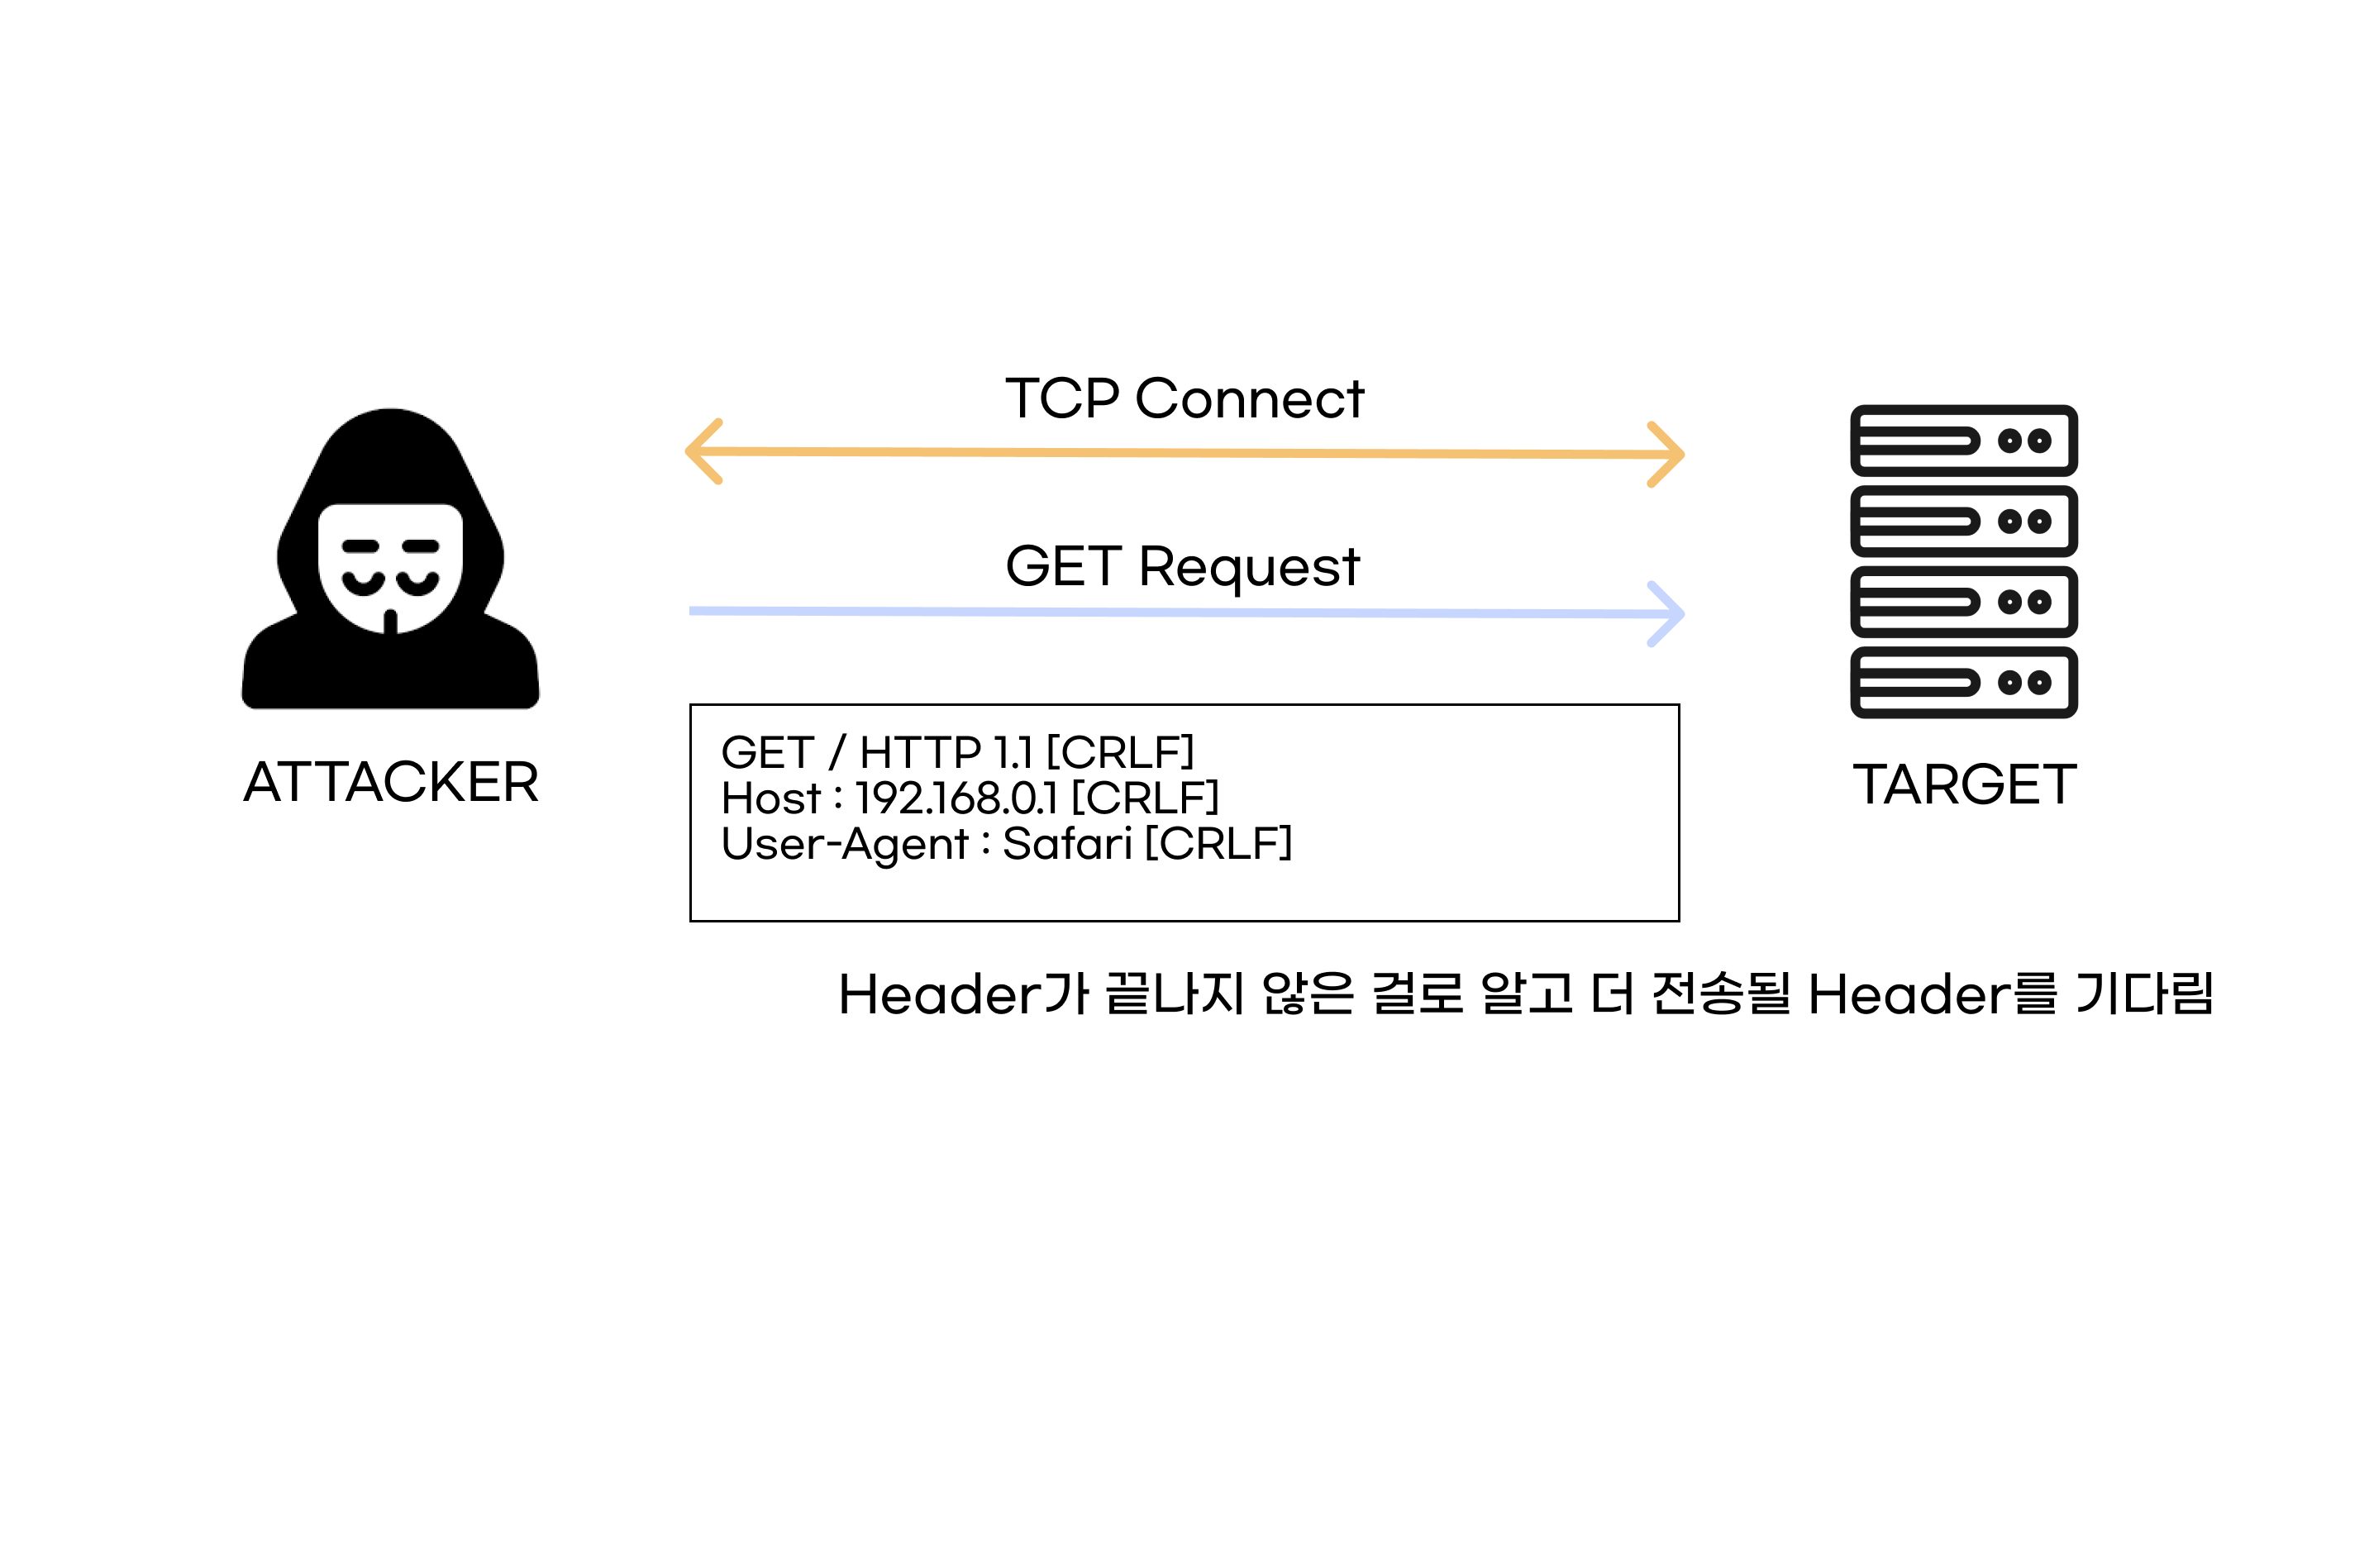 TCP Connect
GET Request
ATTACKER
TARGET
GET / HTTP 1.1 [CRLF]
Host : 192.168.0.1 [CRLF]
User-Agent : Safari [CRLF]
Header가 끝나지 않은 걸로 알고 더 전송될 Header를 기다림